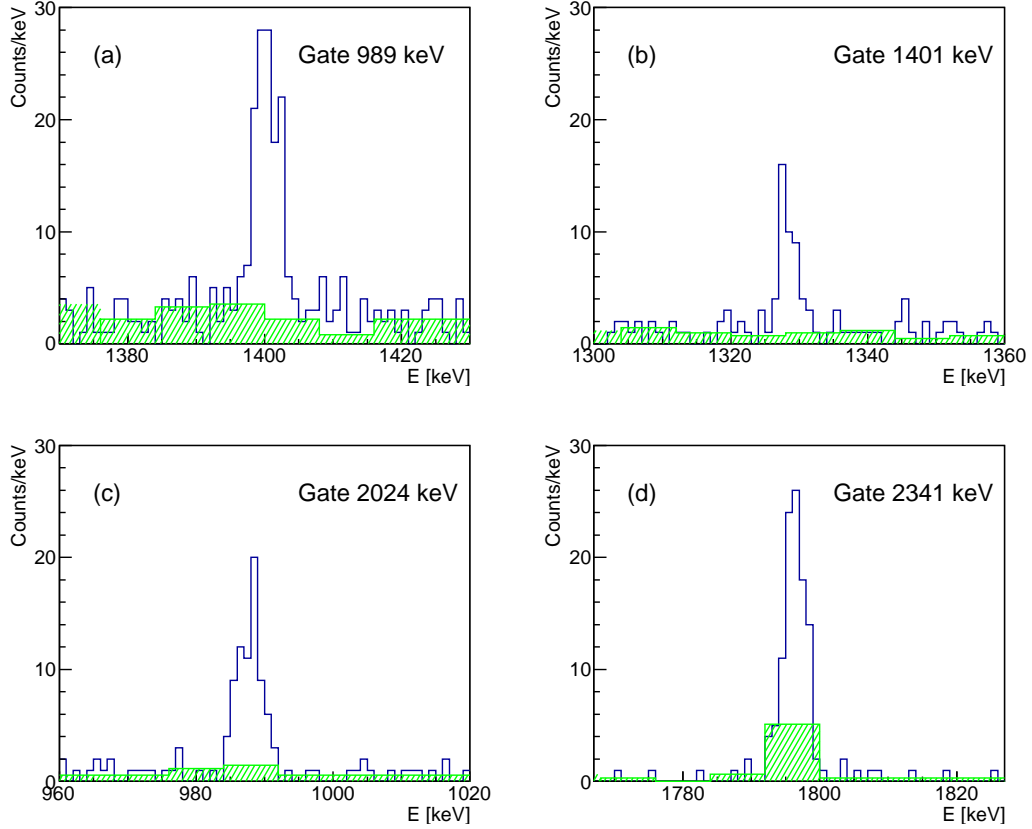 Counts/keV
30
20
10
0
(a) Gate 989 keV
1380 1400 1420
E [keV]
Counts/keV
30
20
10
0
(b) Gate 1401 keV
1300 1320 1340 1360
E [keV]
Counts/keV
30
20
10
0
(c) Gate 2024 keV
960 980 1000 1020
E [keV]
Counts/keV
30
20
10
0
(d) Gate 2341 keV
1780 1800 1820
E [keV]